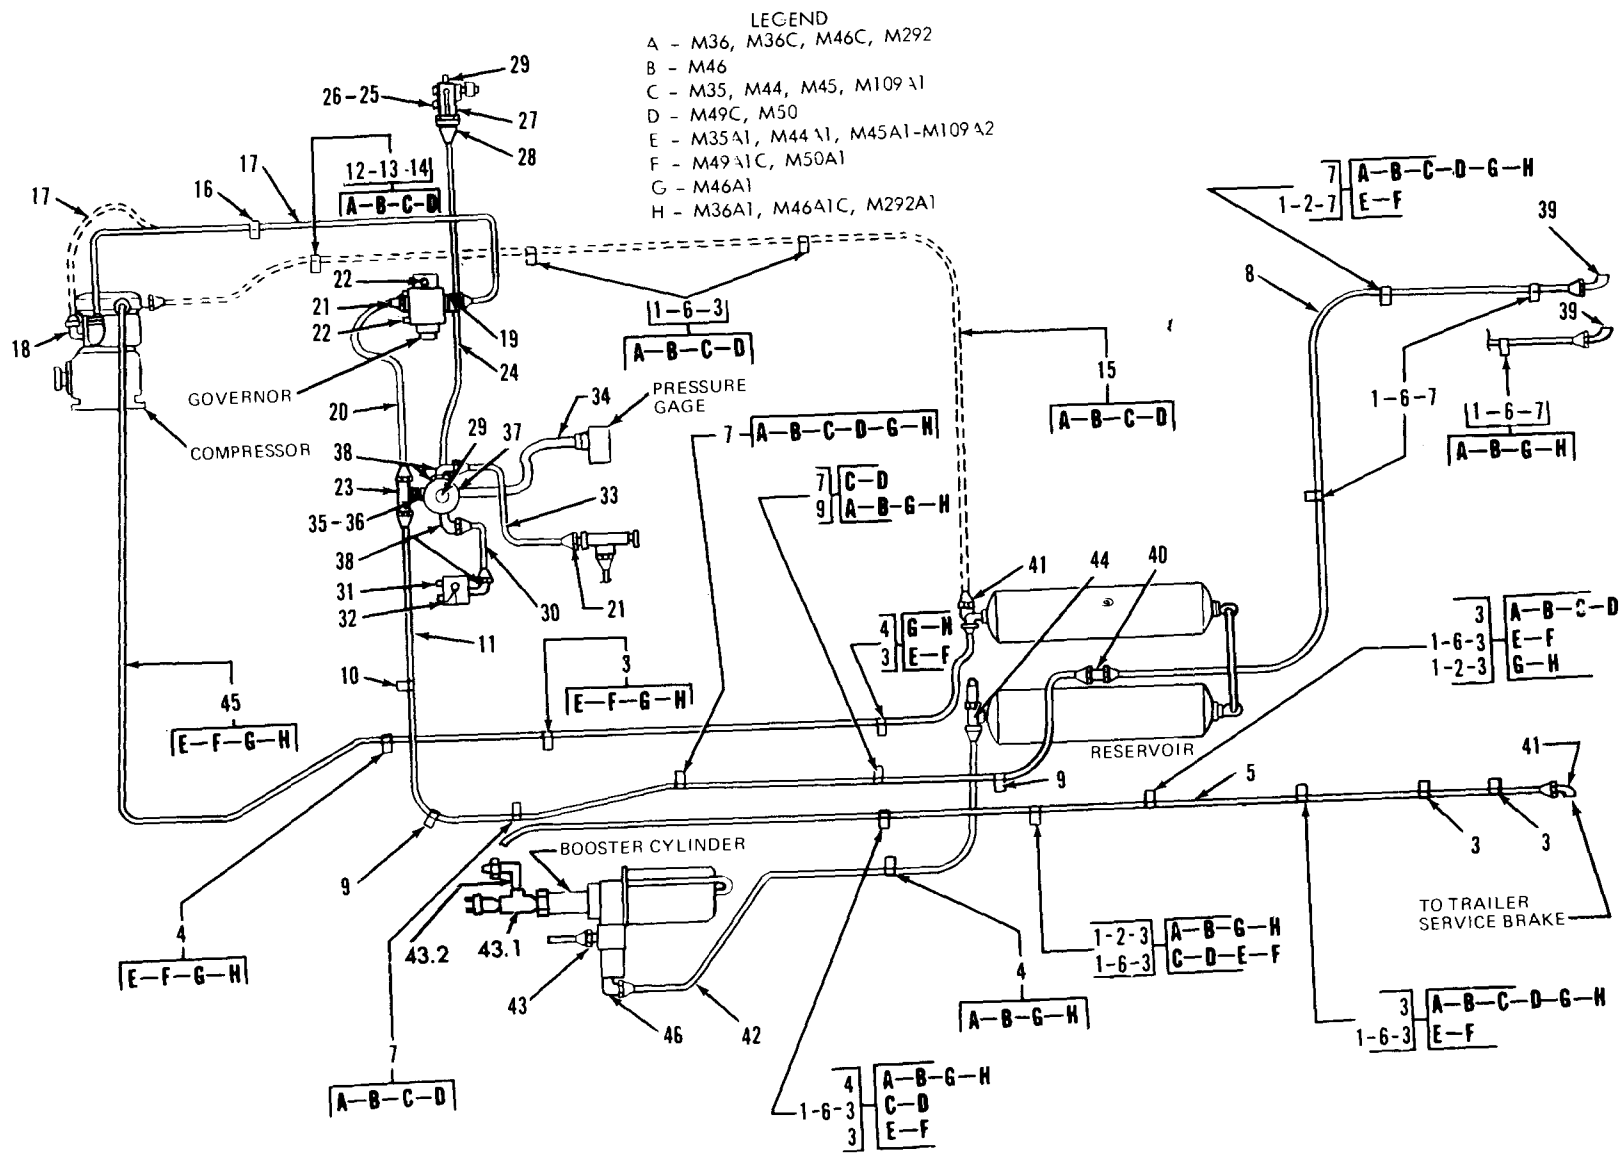 LEGEND
A - M36, M36C, M46C, M292
B - M46
C - M35, M44, M45, M109A1
D - M49C, M50
E - M35A1, M44A1, M45A1-M109A2
F - M49A1C, M50A1
G - M46A1
H - M36A1, M46A1C, M292A1
29
26-25
27
28
12-13-14
A-B-C-D
17
16
17
22
21
22
19
18
24
GOVERNOR
20
COMPRESSOR
1-6-3
A-B-C-D
7
1-2-7
A-B-C-D-G-H
E-F
39
8
39
15
A-B-C-D
1-6-7
1-6-7
A-B-G-H
34
PRESSURE
GAGE
29
37
38
7
A-B-C-D-G-H
23
35-36
33
7
9
C-D
A-B-G-H
38
31
32
30
21
41
44
40
11
4
3
G-H
E-F
3
1-6-3
1-2-3
A-B-C-D
E-F
G-H
10
3
E-F-G-H
45
E-F-G-H
RESERVOIR
9
5
41
9
BOOSTER CYLINDER
3
3
TO TRAILER
SERVICE BRAKE
43.2
43.1
4
E-F-G-H
43
46
42
4
A-B-G-H
1-2-3
1-6-3
A-B-G-H
C-D-E-F
3
1-6-3
A-B-C-D-G-H
E-F
7
A-B-C-D
4
1-6-3
3
A-B-G-H
C-D
E-F